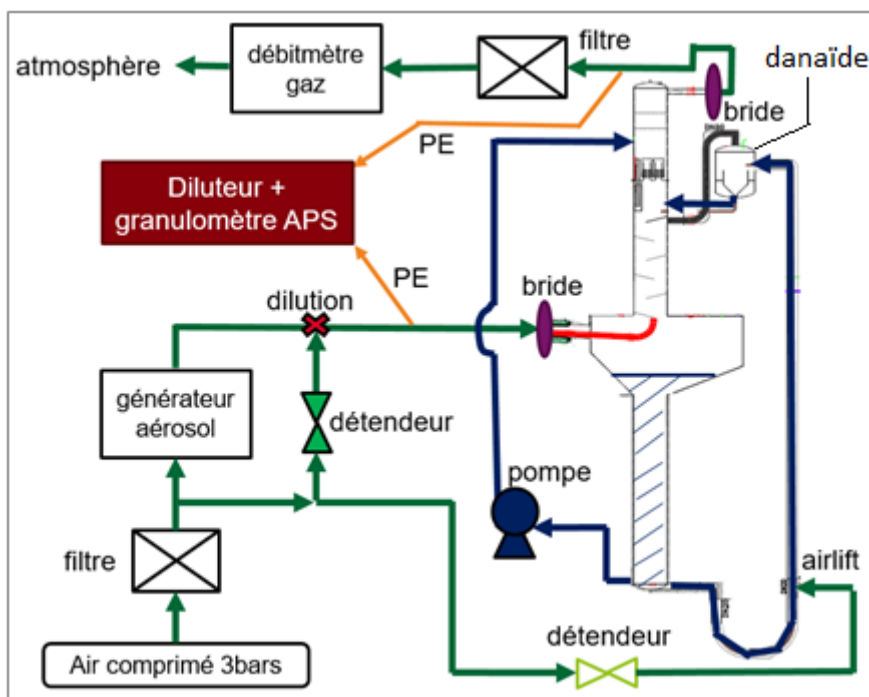 atmosphère
débitmètre
gaz
filtre
danaïde
bride
PE
Diluteur +
granulomètre APS
PE
dilution
bride
générateur
aérosol
détendeur
pompe
filtre
airlift
détendeur
Air comprimé 3bars